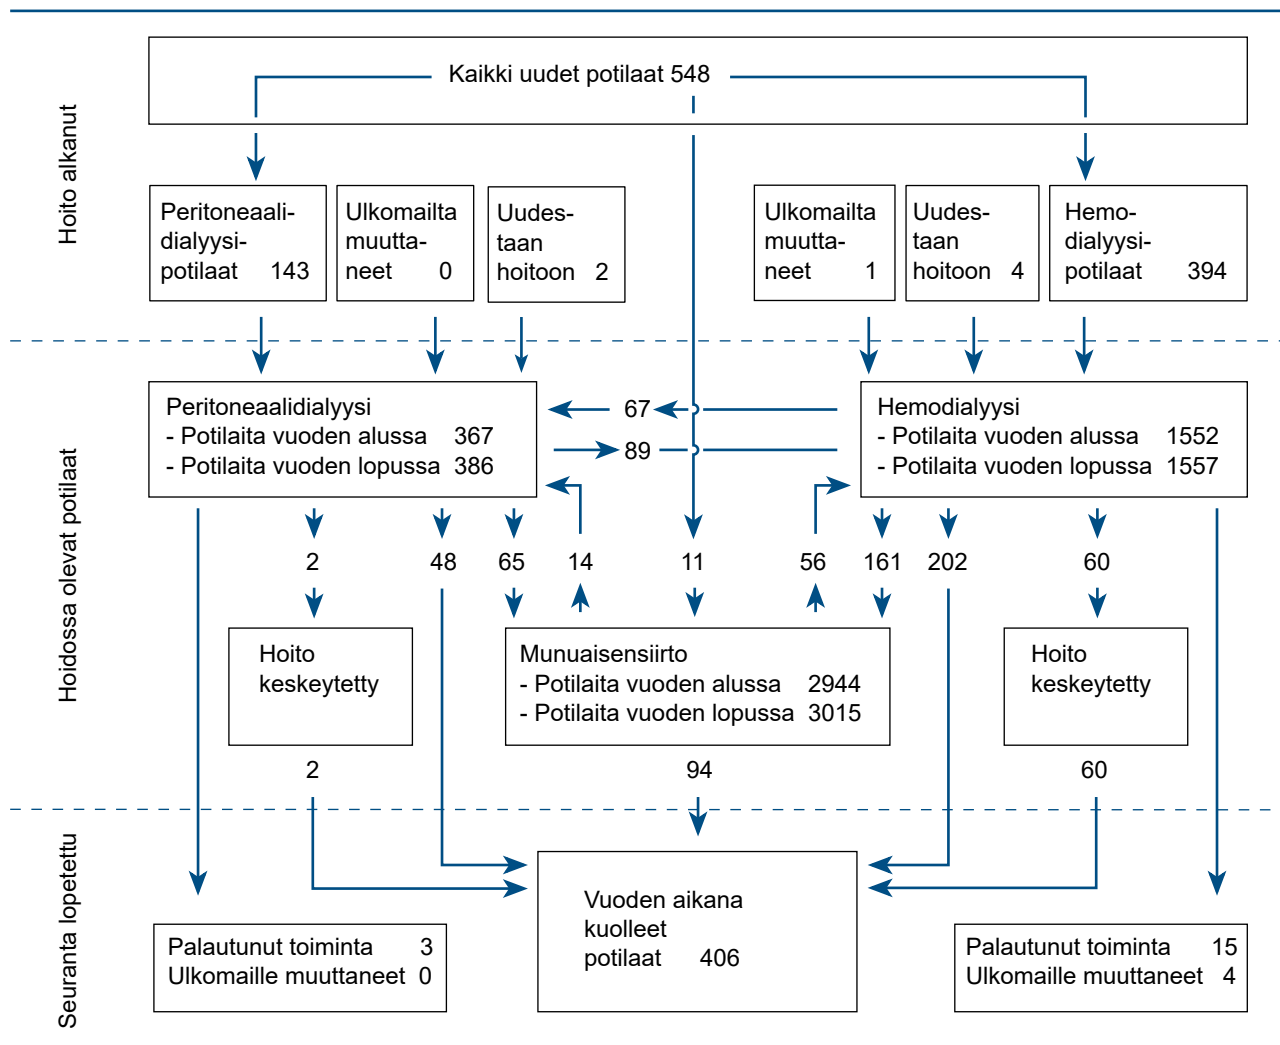 Hoito alkanut
Kaikki uudet potilaat 548
Peritoneaali-
dialyysi-
potilaat 143
Ulkomailta
muutta-
neet 0
Uudes-
taan
hoitoon 2
Ulkomailta
muutta-
neet 1
Uudes-
taan
hoitoon 4
Hemo-
dialyysi-
potilaat 394
Hoidossa olevat potilaat
Peritoneaalidialyysi
- Potilaita vuoden alussa 367
- Potilaita vuoden lopussa 386
67
89
Hemodialyysi
- Potilaita vuoden alussa 1552
- Potilaita vuoden lopussa 1557
2 48 65 14 11 56 161 202 60
Hoito
keskeytetty
Munuaisensiirto
- Potilaita vuoden alussa 2944
- Potilaita vuoden lopussa 3015
Hoito
keskeytetty
2 94 60
Seuranta lopetettu
Palautunut toiminta 3
Ulkomaille muuttaneet 0
Vuoden aikana
kuolleet
potilaat 406
Palautunut toiminta 15
Ulkomaille muuttaneet 4